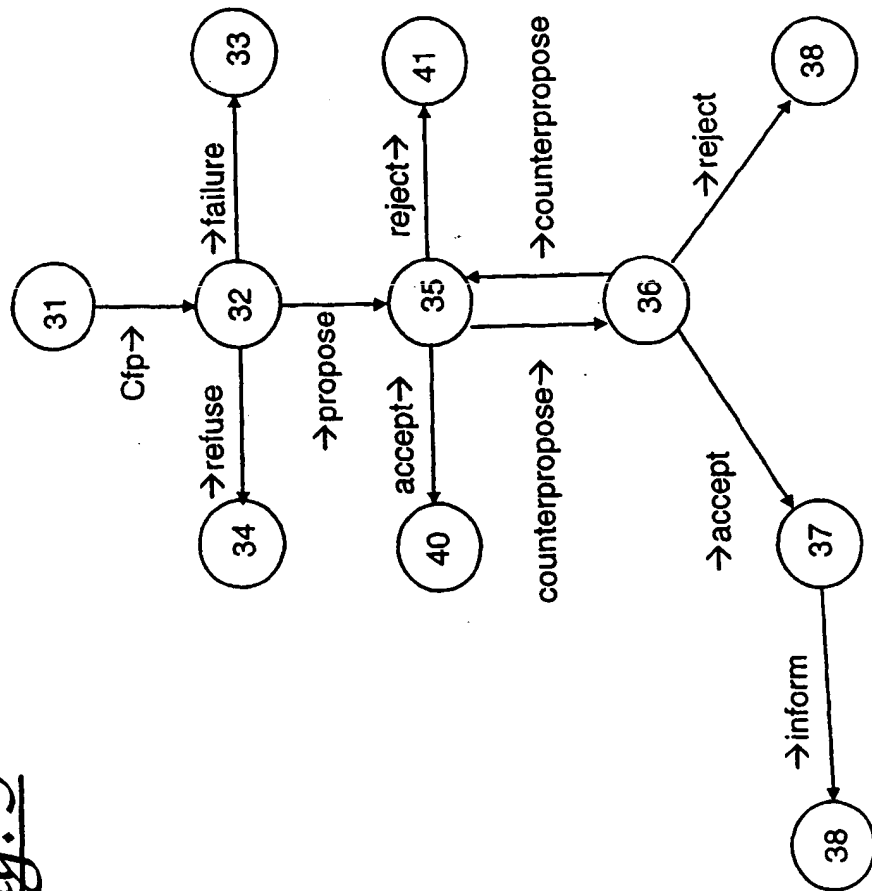 31
Cfp→
34
→refuse
32
→failure
33
→propose
40
accept→
35
reject→
41
counterpropose→
→counterpropose
36
→accept
→reject
37
38
→inform
38